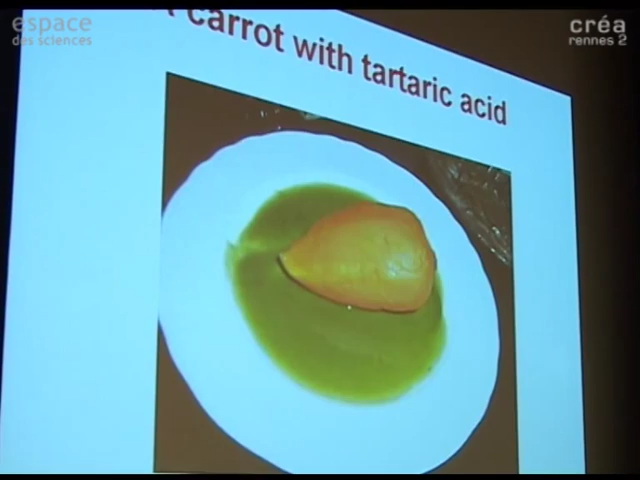 espace
des sciences
créa
rennes 2
A carrot with tartaric acid